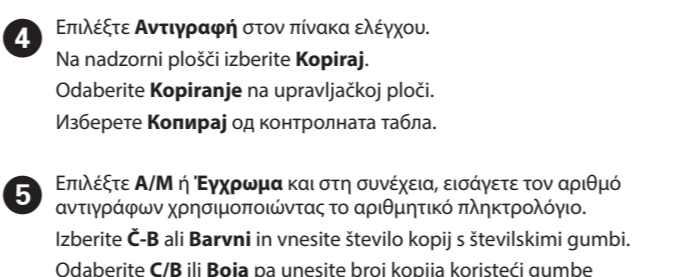 4
Επιλέξτε Αντιγραφή στον πίνακα ελέγχου.
Na nadzorni plošči izberite Kopiraj.
Odaberite Kopiranje na upravljačkoj ploči.
Изберете Копирај од контролната табла.
5
Επιλέξτε Α/Μ ή Έγχρωμα και στη συνέχεια, εισάγετε τον αριθμό
αντιγράφων χρησιμοποιώντας το αριθμητικό πληκτρολόγιο.
Izberite Č-B ali Barvni in vnesite število kopij s številskimi gumbi.
Odaberite C/B ili Boja pa unesite broj kopija koristeći gumbe